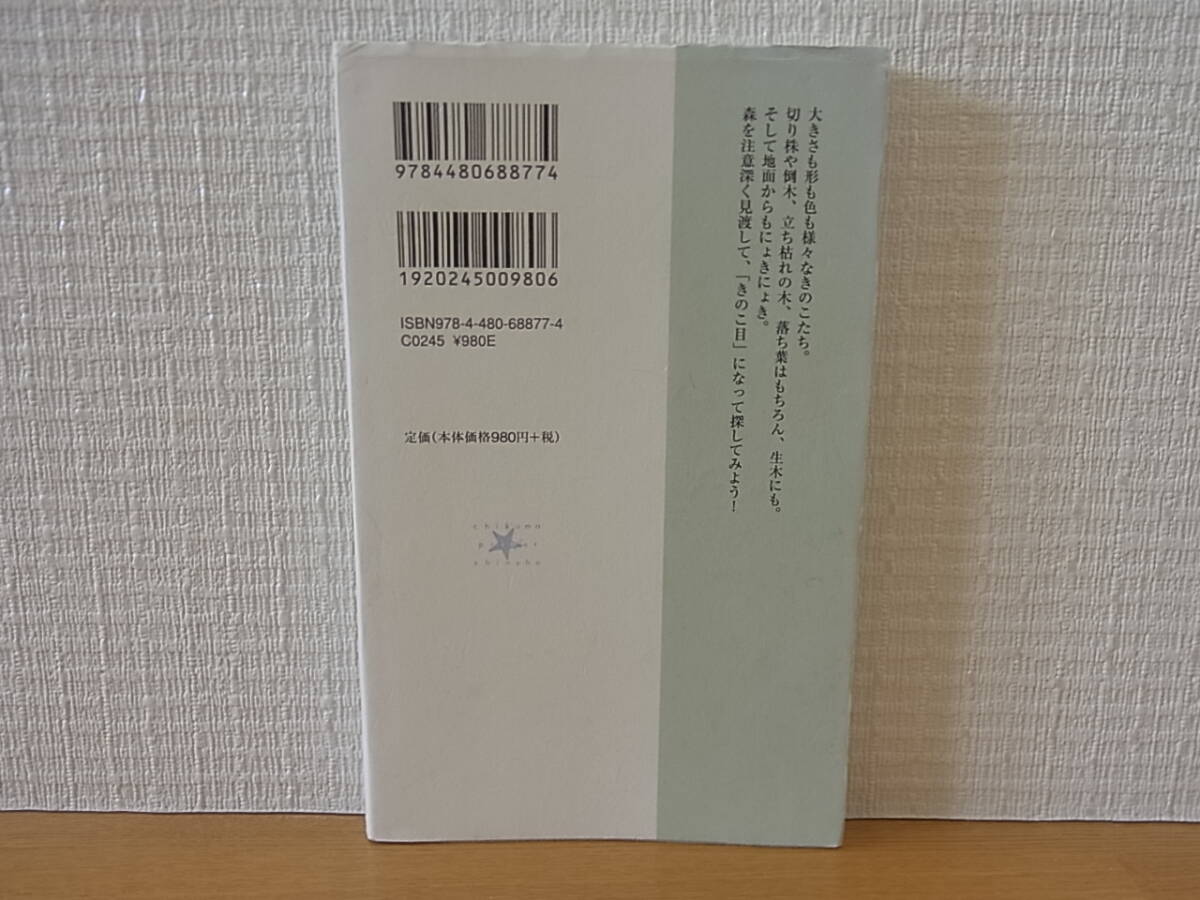 大きさも形も色も様々なきのこたち。
切り株や倒木、立ち枯れの木、落ち葉はもちろん、生木にも。
そして地面からもにょきにょき。
森を注意深く見渡して、「きのこ目」になって探してみよう！
9784480688774
1920245009806
ISBN978-4-480-68877-4
C0245 ¥980E
定価(本体価格980円+税)
chikuma
shinsho